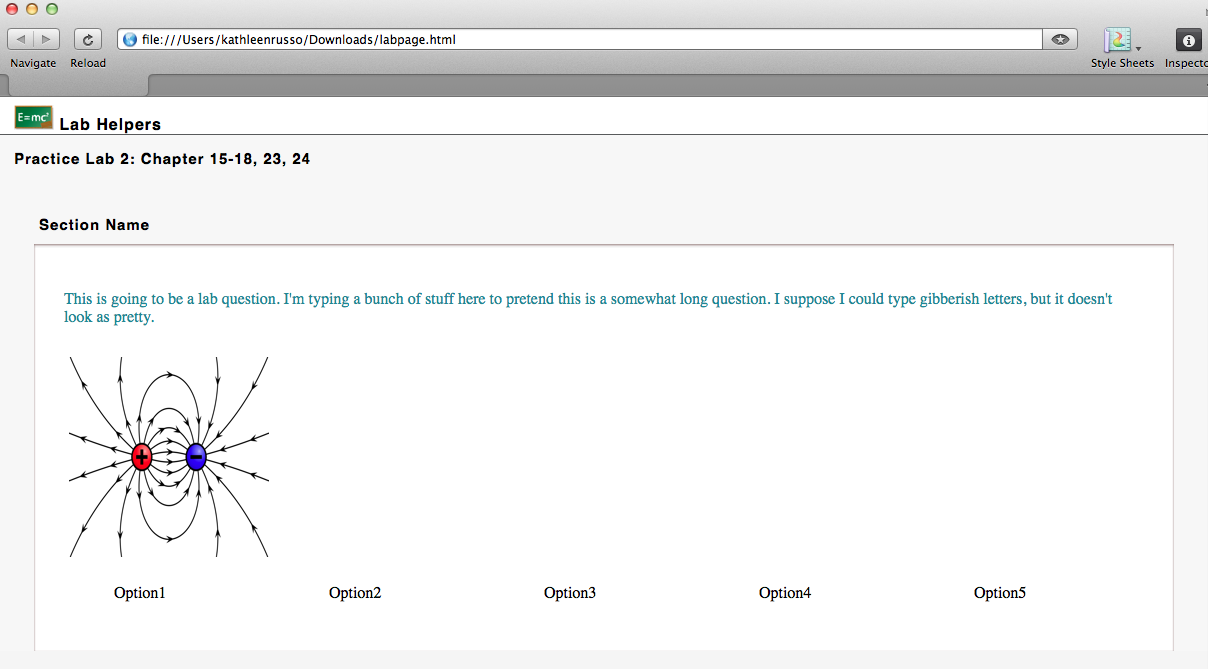 file:///Users/kathleenrusso/Downloads/labpage.html
Navigate Reload Style Sheets
E=mc² Lab Helpers
Practice Lab 2: Chapter 15-18, 23, 24
Section Name
This is going to be a lab question. I'm typing a bunch of stuff here to pretend this is a somewhat long question. I suppose I could type gibberish letters, but it doesn't
look as pretty.
+ −
Option1 Option2 Option3 Option4 Option5